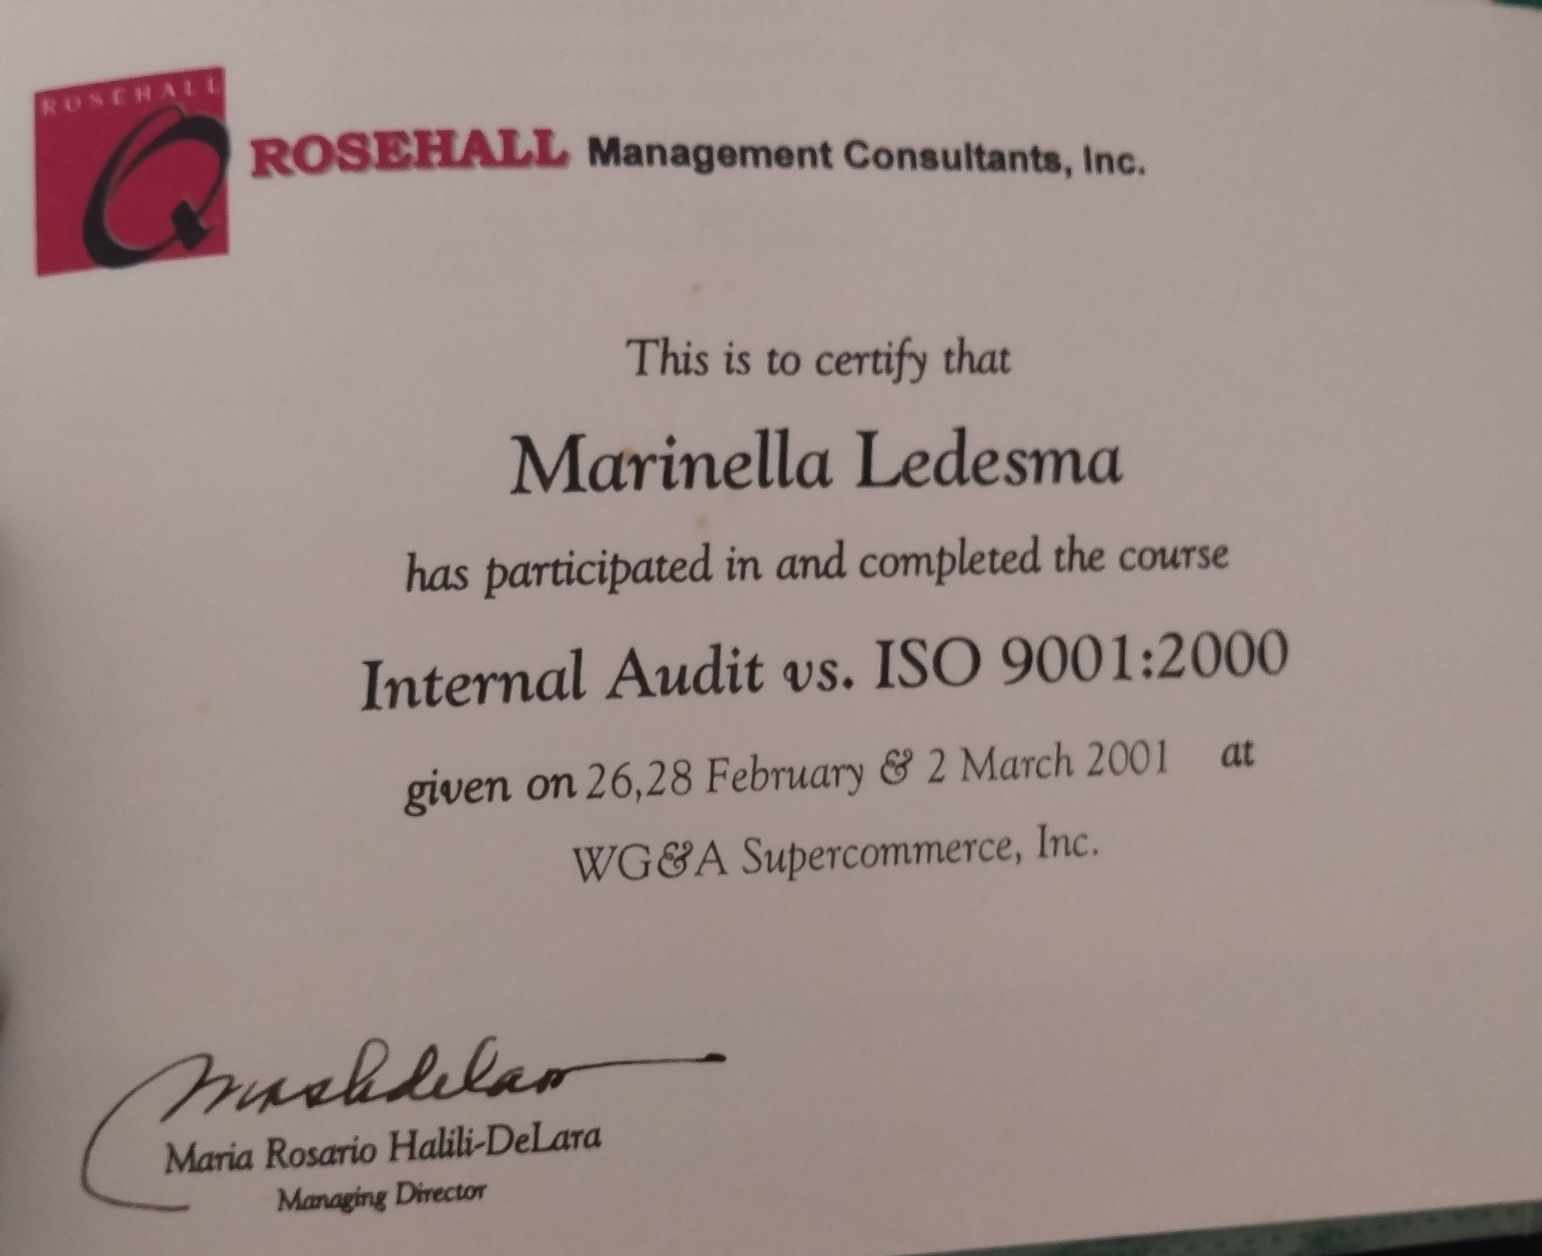 ROSEHALL
ROSEHALL Management Consultants, Inc.
This is to certify that
Marinella Ledesma
has participated in and completed the course
Internal Audit vs. ISO 9001:2000
given on 26,28 February & 2 March 2001 at
WG&A Supercommerce, Inc.
Maria Rosario Halili-DeLara
Managing Director